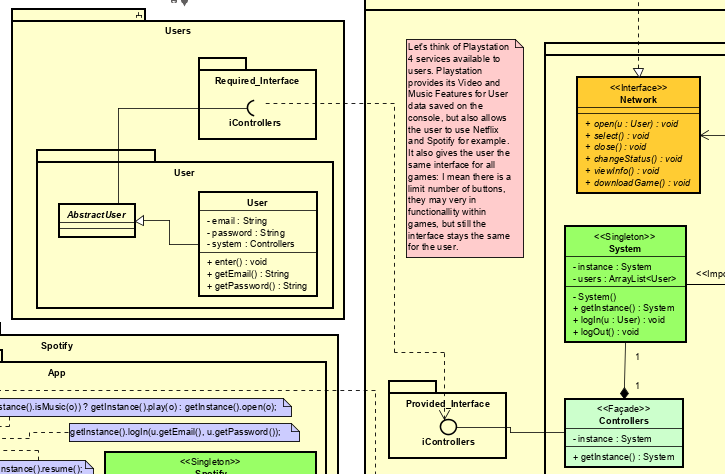 Users
Required_Interface
iControllers
User
AbstractUser
User
- email : String
- password : String
- system : Controllers
+ enter() : void
+ getEmail() : String
+ getPassword() : String
Let's think of Playstation
4 services available to
users. Playstation
provides its Video and
Music Features for User
data saved on the
console, but also allows
the user to use Netflix
and Spotify for example.
It also gives the user the
same interface for all
games: I mean there is a
limit number of buttons,
they may very in
functionallity within
games, but still the
interface stays the same
for the user.
<<Interface>>
Network
+ open(u : User) : void
+ select() : void
+ close() : void
+ changeStatus() : void
+ viewInfo() : void
+ downloadGame() : void
<<Singleton>>
System
- instance : System
- users : ArrayList<User>
- System()
+ getInstance() : System
+ logIn(u : User) : void
+ logOut() : void
1
1
Provided_Interface
iControllers
<<Façade>>
Controllers
- instance : System
+ getInstance() : System
Spotify
App
.isMusic(o)) ? getInstance().play(o) : getInstance().open(o);
getInstance().logIn(u.getEmail(), u.getPassword());
.resume();
<<Singleton>>